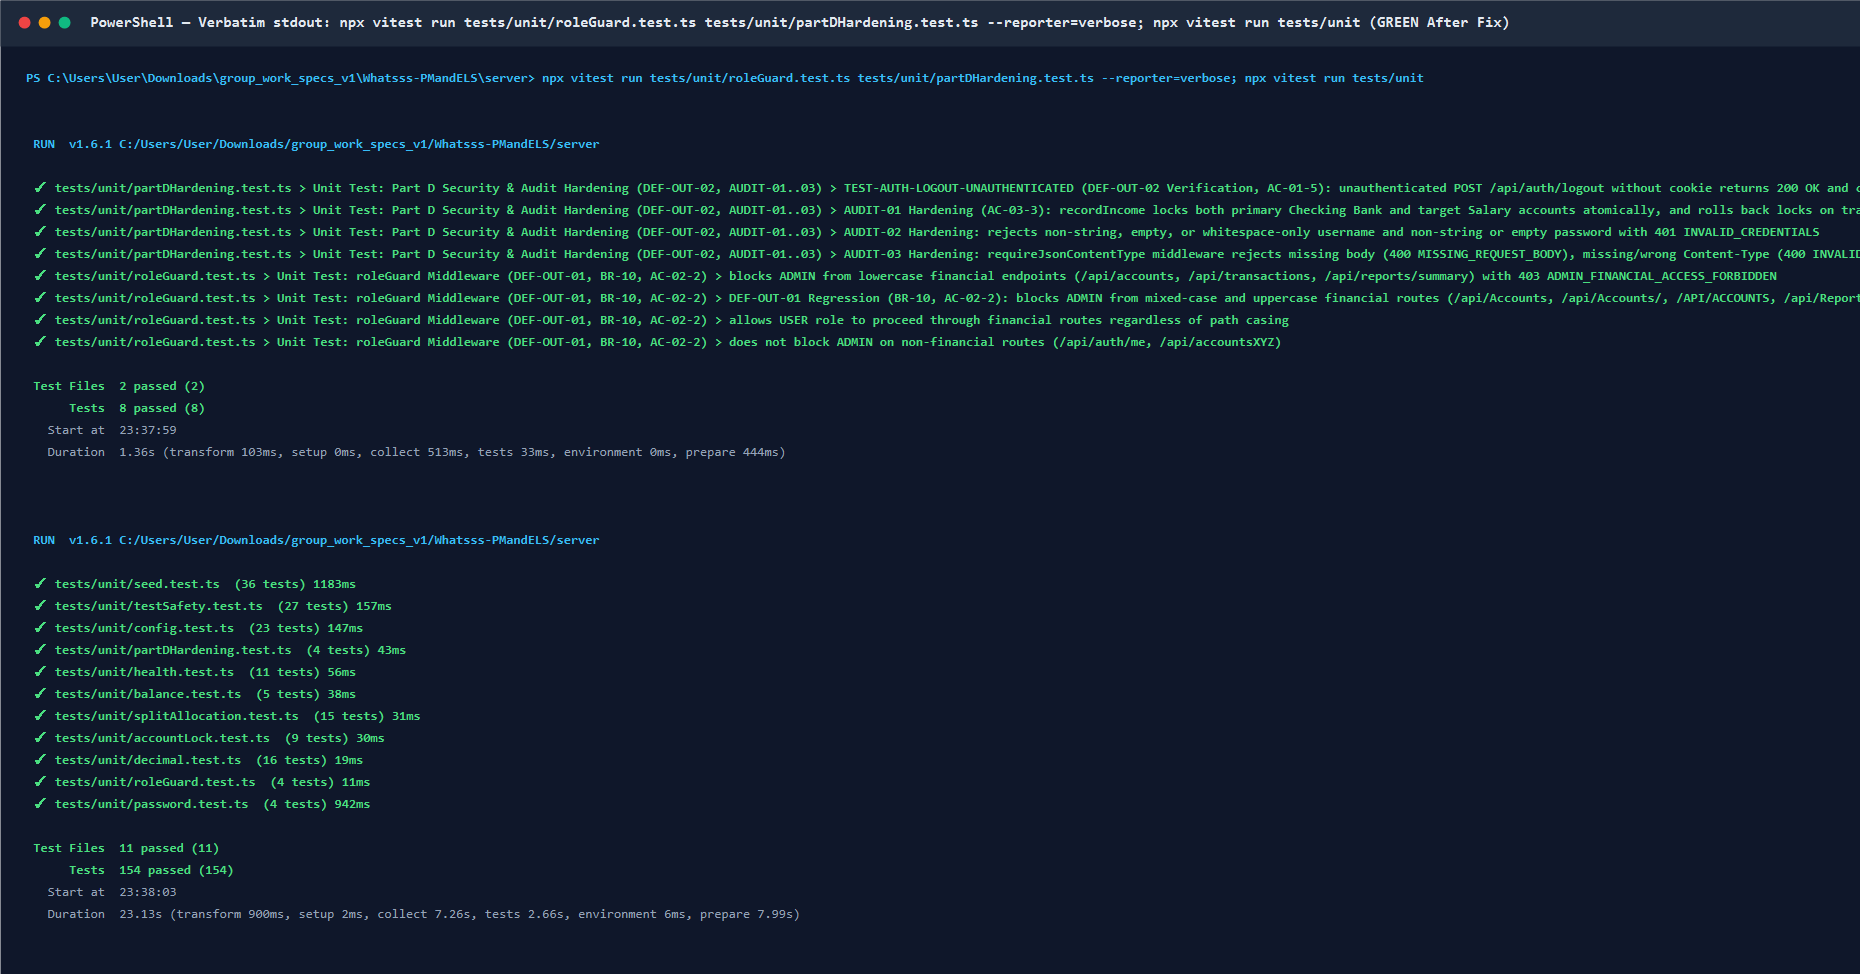 PowerShell — Verbatim stdout: npx vitest run tests/unit/roleGuard.test.ts tests/unit/partDHardening.test.ts --reporter=verbose; npx vitest run tests/unit (GREEN After Fix)
PS C:\Users\User\Downloads\group_work_specs_v1\Whatsss-PMandELS\server> npx vitest run tests/unit/roleGuard.test.ts tests/unit/partDHardening.test.ts --reporter=verbose; npx vitest run tests/unit
RUN v1.6.1 C:/Users/User/Downloads/group_work_specs_v1/Whatsss-PMandELS/server
✓ tests/unit/partDHardening.test.ts > Unit Test: Part D Security & Audit Hardening (DEF-OUT-02, AUDIT-01..03) > TEST-AUTH-LOGOUT-UNAUTHENTICATED (DEF-OUT-02 Verification, AC-01-5): unauthenticated POST /api/auth/logout without cookie returns 200 OK and
✓ tests/unit/partDHardening.test.ts > Unit Test: Part D Security & Audit Hardening (DEF-OUT-02, AUDIT-01..03) > AUDIT-01 Hardening (AC-03-3): recordIncome locks both primary Checking Bank and target Salary accounts atomically, and rolls back locks on
✓ tests/unit/partDHardening.test.ts > Unit Test: Part D Security & Audit Hardening (DEF-OUT-02, AUDIT-01..03) > AUDIT-02 Hardening: rejects non-string, empty, or whitespace-only username and non-string or empty password with 401 INVALID_CREDENTIALS
✓ tests/unit/partDHardening.test.ts > Unit Test: Part D Security & Audit Hardening (DEF-OUT-02, AUDIT-01..03) > AUDIT-03 Hardening: requireJsonContentType middleware rejects missing body (400 MISSING_REQUEST_BODY), missing/wrong Content-Type (400
✓ tests/unit/roleGuard.test.ts > Unit Test: roleGuard Middleware (DEF-OUT-01, BR-10, AC-02-2) > blocks ADMIN from lowercase financial endpoints (/api/accounts, /api/transactions, /api/reports/summary) with 403 ADMIN_FINANCIAL_ACCESS_FORBIDDEN
✓ tests/unit/roleGuard.test.ts > Unit Test: roleGuard Middleware (DEF-OUT-01, BR-10, AC-02-2) > DEF-OUT-01 Regression (BR-10, AC-02-2): blocks ADMIN from mixed-case and uppercase financial routes (/api/Accounts, /api/Accounts/, /API/ACCOUNTS,
✓ tests/unit/roleGuard.test.ts > Unit Test: roleGuard Middleware (DEF-OUT-01, BR-10, AC-02-2) > allows USER role to proceed through financial routes regardless of path casing
✓ tests/unit/roleGuard.test.ts > Unit Test: roleGuard Middleware (DEF-OUT-01, BR-10, AC-02-2) > does not block ADMIN on non-financial routes (/api/auth/me, /api/accountsXYZ)
Test Files 2 passed (2)
Tests 8 passed (8)
Start at 23:37:59
Duration 1.36s (transform 103ms, setup 0ms, collect 513ms, tests 33ms, environment 0ms, prepare 444ms)
RUN v1.6.1 C:/Users/User/Downloads/group_work_specs_v1/Whatsss-PMandELS/server
✓ tests/unit/seed.test.ts (36 tests) 1183ms
✓ tests/unit/testSafety.test.ts (27 tests) 157ms
✓ tests/unit/config.test.ts (23 tests) 147ms
✓ tests/unit/partDHardening.test.ts (4 tests) 43ms
✓ tests/unit/health.test.ts (11 tests) 56ms
✓ tests/unit/balance.test.ts (5 tests) 38ms
✓ tests/unit/splitAllocation.test.ts (15 tests) 31ms
✓ tests/unit/accountLock.test.ts (9 tests) 30ms
✓ tests/unit/decimal.test.ts (16 tests) 19ms
✓ tests/unit/roleGuard.test.ts (4 tests) 11ms
✓ tests/unit/password.test.ts (4 tests) 942ms
Test Files 11 passed (11)
Tests 154 passed (154)
Start at 23:38:03
Duration 23.13s (transform 900ms, setup 2ms, collect 7.26s, tests 2.66s, environment 6ms, prepare 7.99s)